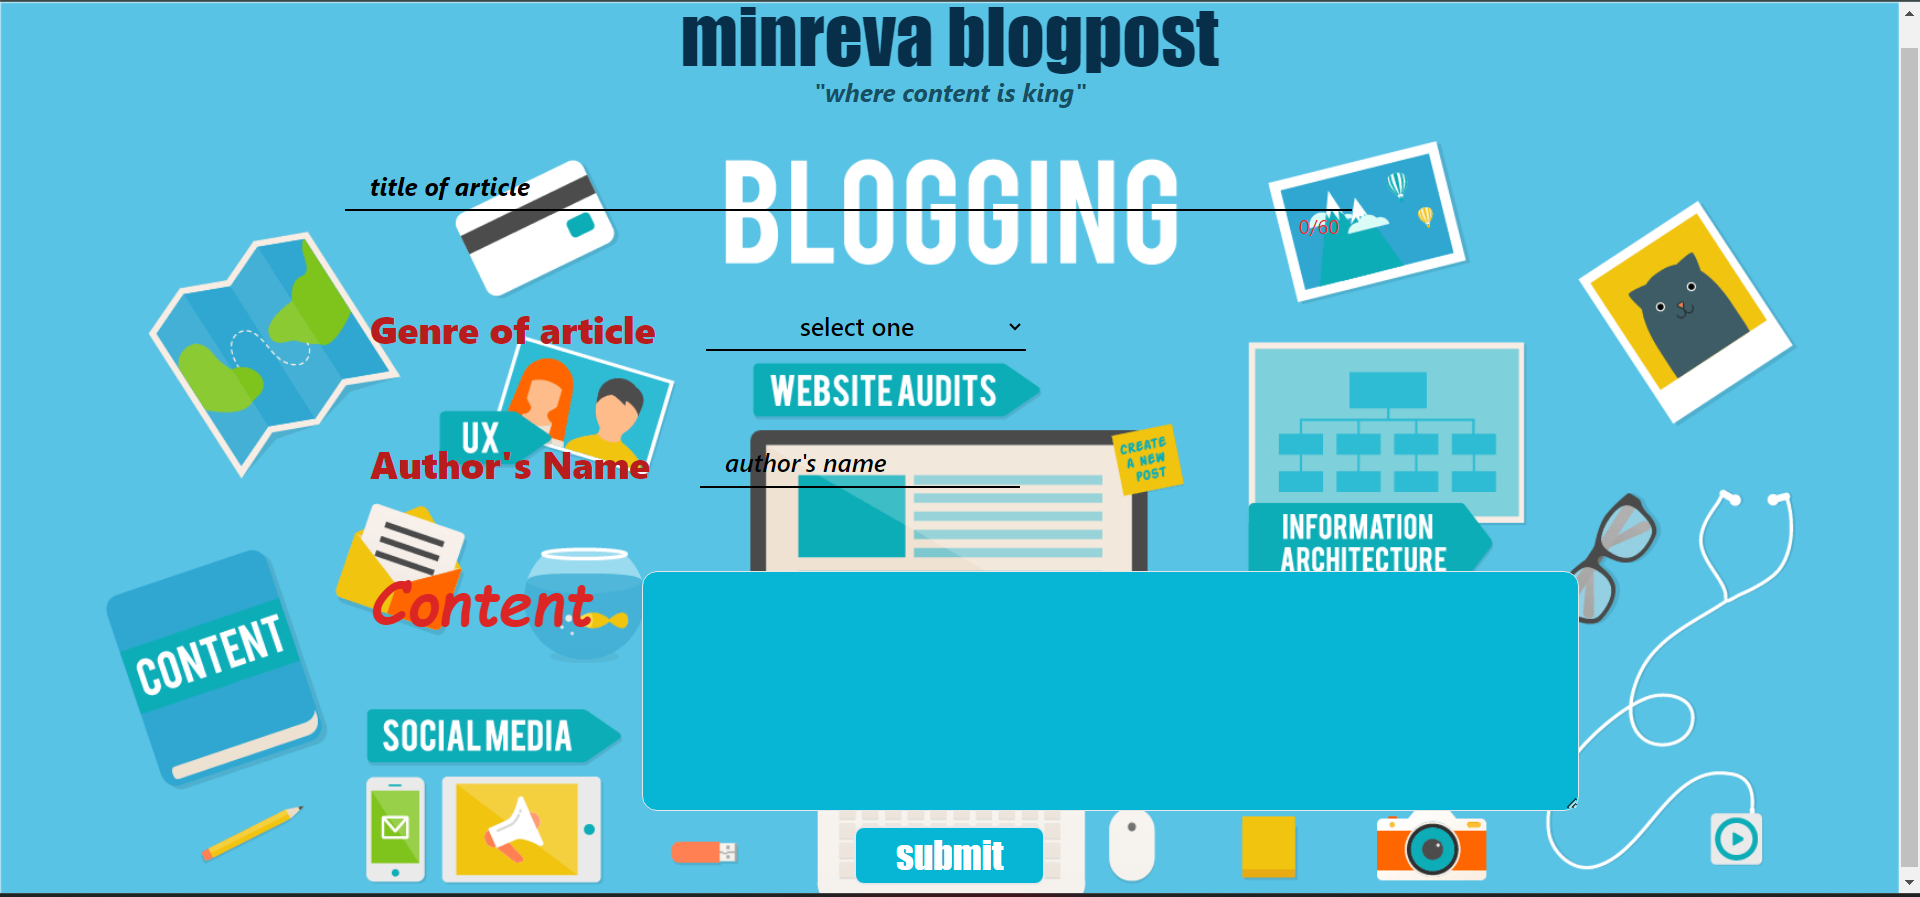 minreva blogpost
"where content is king"
BLOGGING
title of article
0/60
Genre of article
select one
WEBSITE AUDITS
UX
CREATE
A NEW
POST
Author's Name
author's name
INFORMATION
ARCHITECTURE
Content
CONTENT
SOCIAL MEDIA
submit